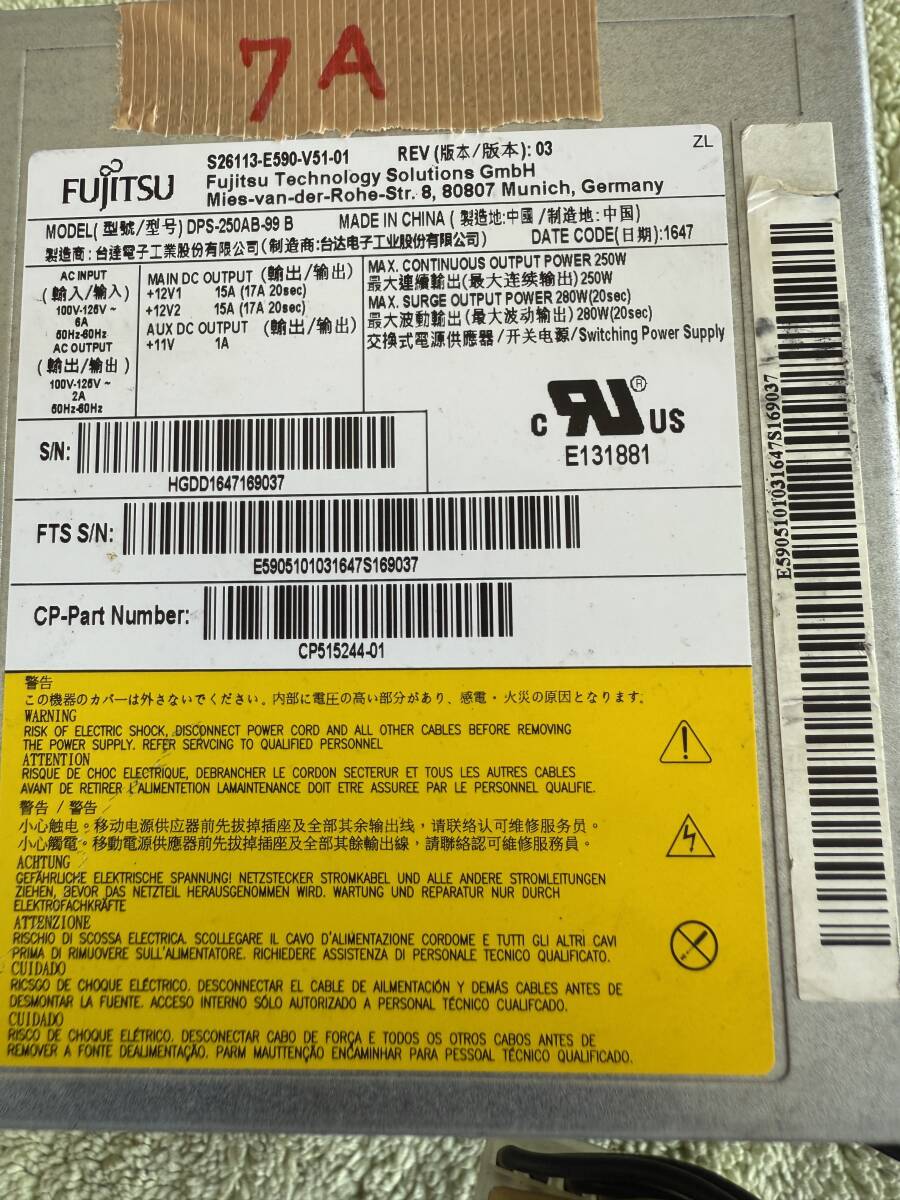 7A
ZL
FUJITSU
S26113-E590-V51-01 REV (版本/版本): 03
Fujitsu Technology Solutions GmbH
Mies-van-der-Rohe-Str. 8, 80807 Munich, Germany
MODEL( 型號/型号) DPS-250AB-99 B MADE IN CHINA ( 製造地:中國 /制造地: 中国)
製造商 : 台達電子工業股份有限公司 (制造商:台达电子工业股份有限公司) DATE CODE(日期):1647
AC INPUT
(輸入/输入)
100V-125V ~
6A
50Hz-60Hz
AC OUTPUT
(輸出/输出)
100V-125V ~
2A
50Hz-60Hz
MAIN DC OUTPUT (輸出/输出)
+12V1 15A (17A 20sec)
+12V2 15A (17A 20sec)
AUX DC OUTPUT (輸出/输出)
+11V 1A
MAX. CONTINUOUS OUTPUT POWER 250W
最大連續輸出(最大连续输出) 250W
MAX. SURGE OUTPUT POWER 280W(20sec)
最大波動輸出(最大波动输出) 280W(20sec)
交換式電源供應器/开关电源/Switching Power Supply
C RU ® US
E131881
S/N:
HGDD1647169037
FTS S/N:
E5905101031647S169037
CP-Part Number:
CP515244-01
E5905101031647S169037
警告
この機器のカバーは外さないでください。内部に電圧の高い部分があり、感電・火災の原因となります。
WARNING
RISK OF ELECTRIC SHOCK, DISCONNECT POWER CORD AND ALL OTHER CABLES BEFORE REMOVING
THE POWER SUPPLY. REFER SERVCING TO QUALIFIED PERSONNEL
ATTENTION
RISQUE DE CHOC ELECTRIQUE, DEBRANCHER LE CORDON SECTERUR ET TOUS LES AUTRES CABLES
AVANT DE RETIRER L'ALIMENTETION LAMAINTENANCE DOIT ETRE ASSUREE PAR LE PERSONNEL QUALIFIE.
警告 / 警告
小心触电。移动电源供应器前先拔掉插座及全部其余输出线，请联络认可维修服务员。
小心觸電。移動電源供應器前先拔掉插座及全部其餘輸出線，請聯絡認可維修服務員。
ACHTUNG
GEFÄHRLICHE ELEKTRISCHE SPANNUNG! NETZSTECKER STROMKABEL UND ALLE ANDERE STROMLEITUNGEN
ZIEHEN, BEVOR DAS NETZTEIL HERAUSGENOMMEN WIRD. WARTUNG UND REPARATUR NUR DURCH
ELEKTROFACHKRÄFTE
ATTENZIONE
RISCHIO DI SCOSSA ELECTRICA. SCOLLEGARE IL CAVO D'ALIMENTAZIONE CORDOME E TUTTI GLI ALTRI CAVI
PRIMA DI RIMUOVERE SULL'ALIMENTATORE. RICHIEDERE ASSISTENZA DI PERSONALE TECNICO QUALIFICATO.
CUIDADO
RICSGO DE CHOQUE ELÉCTRICO. DESCONNECTAR EL CABLE DE AILMENTACIÓN Y DEMÁS CABLES ANTES DE
DESMONTAR LA FUENTE. ACCESO INTERNO SÓLO AUTORIZADO A PERSONAL TÉCNICO CUALIFCADO.
CUIDADO
RISCO DE CHOQUE ELÉTRICO. DESCONECTAR CABO DE FORÇA E TODOS OS OTROS CABOS ANTES DE
REMOVER A FONTE DEALIMENTAÇÃO. PARM MAUTTENÇÃO ENCAMINHAR PARA PESSOAL TÉCNICO QUALIFICADO.